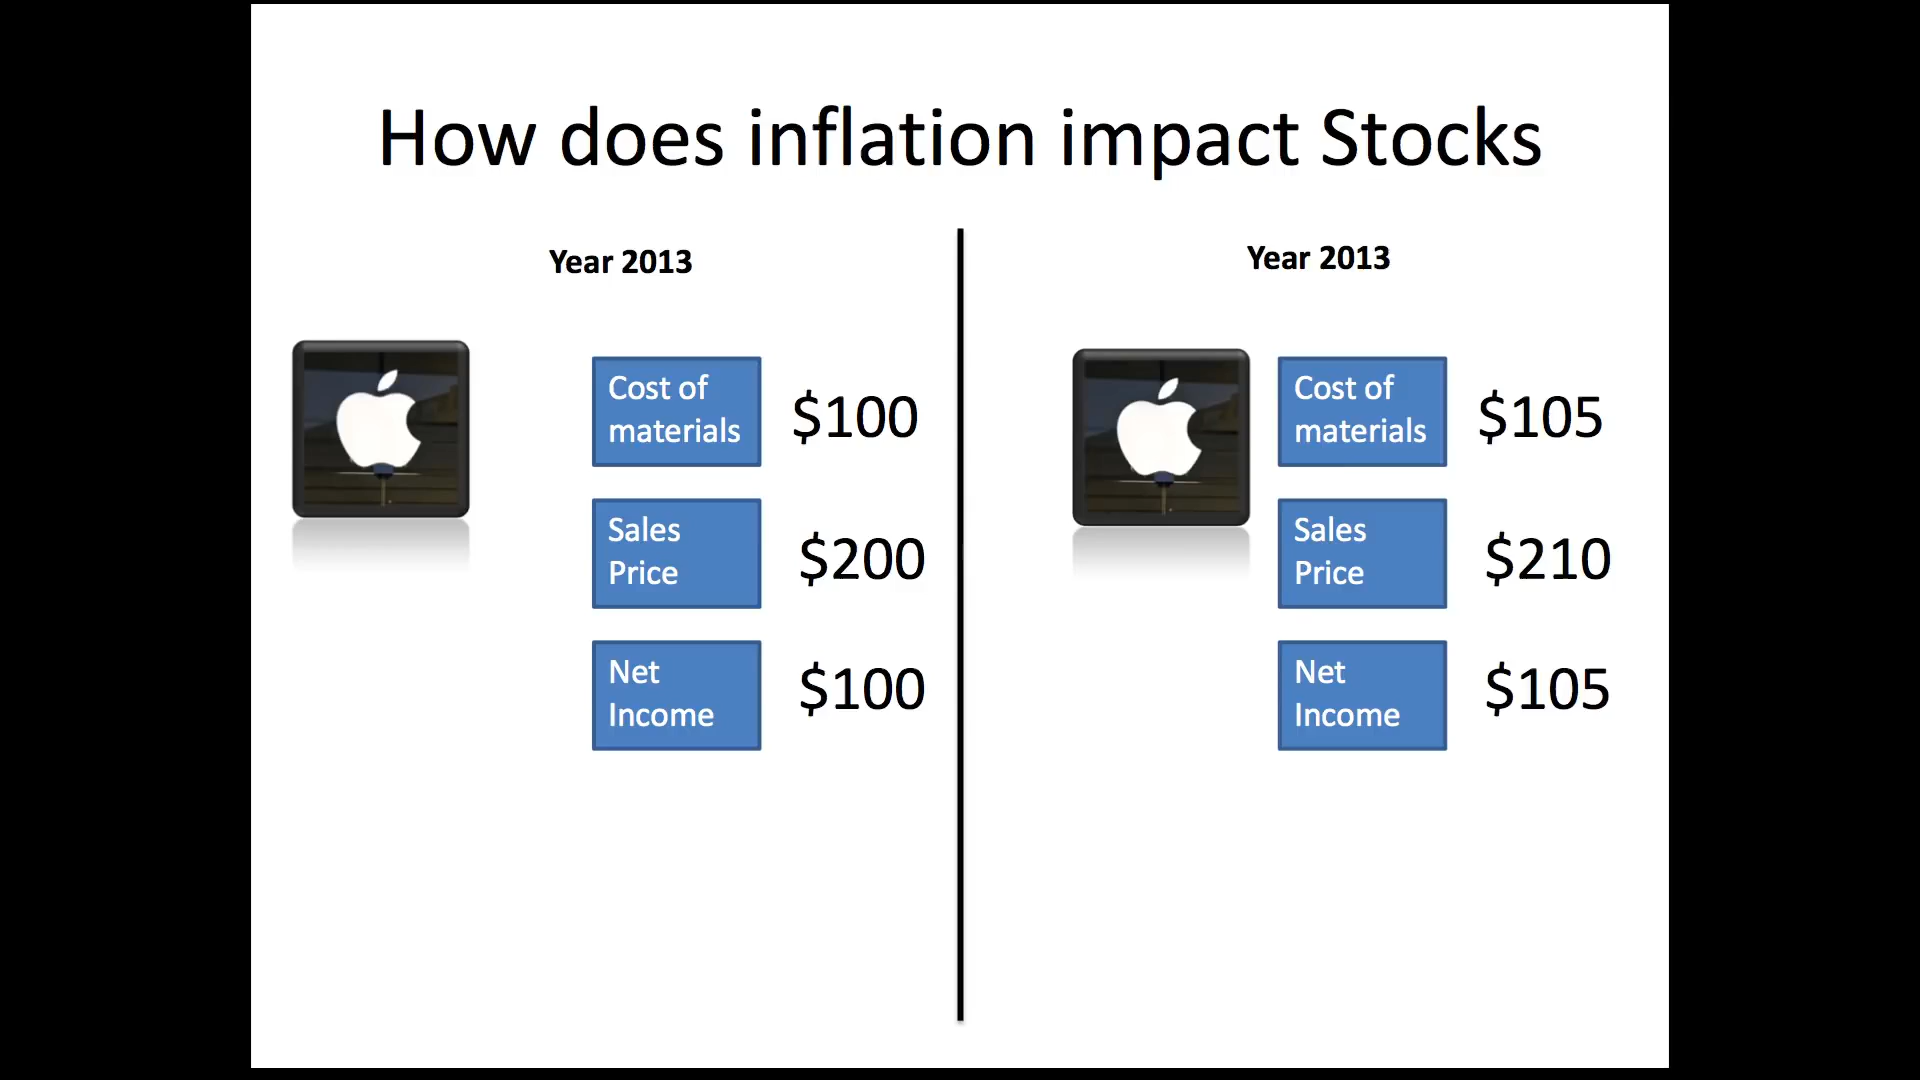 How does inflation impact Stocks
Year 2013
Cost of
materials
$100
Sales
Price
$200
Net
Income
$100
Year 2013
Cost of
materials
$105
Sales
Price
$210
Net
Income
$105